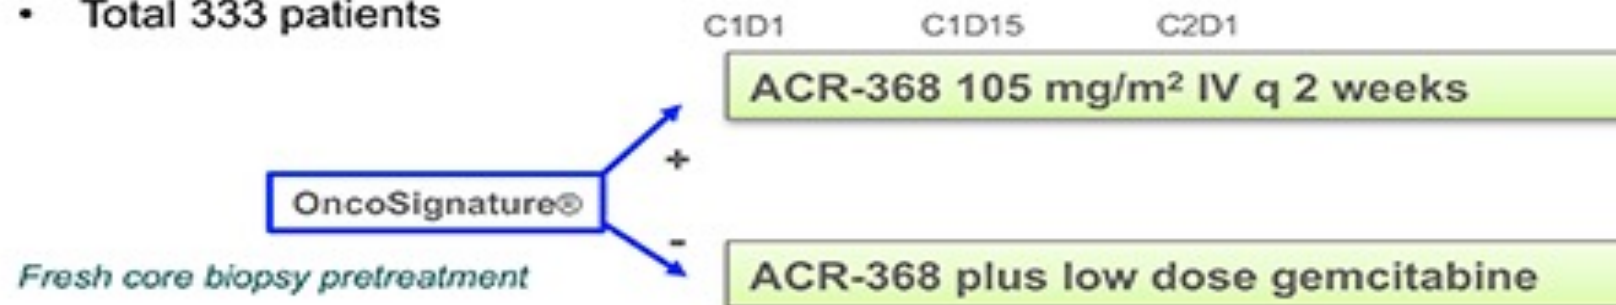 • Total 333 patients
C1D1 C1D15 C2D1
ACR-368 105 mg/m² IV q 2 weeks
+
OncoSignature®
-
Fresh core biopsy pretreatment
ACR-368 plus low dose gemcitabine